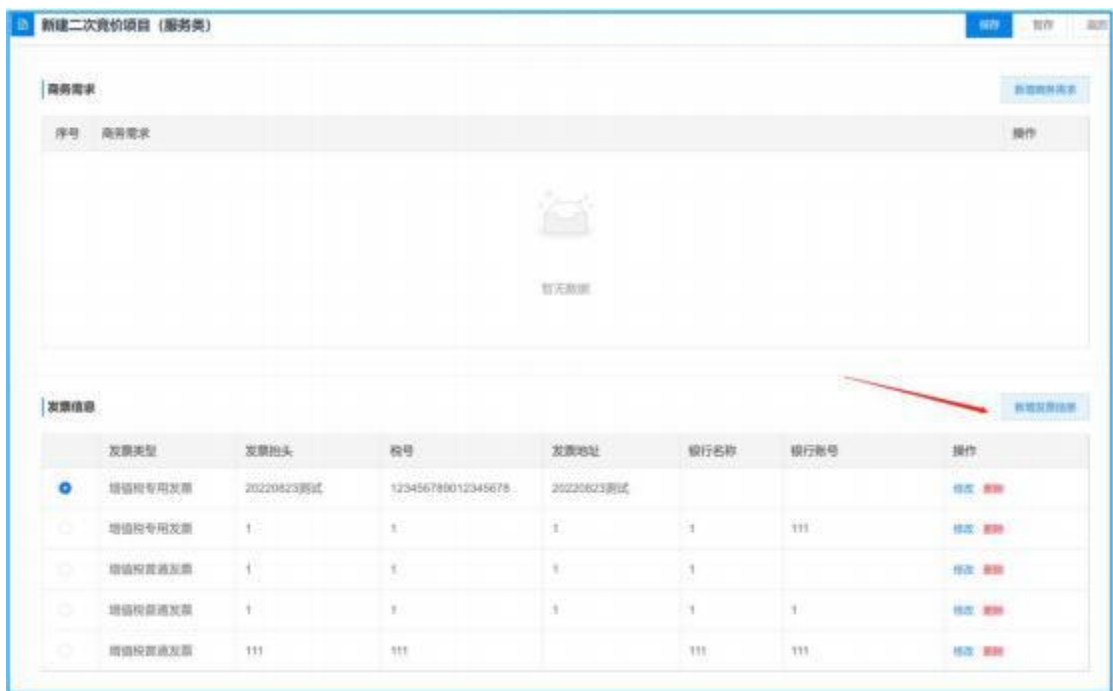 新建二次竞价项目（服务类）
保存 暂存 返回
商务需求
新增商务需求
序号 商务需求 操作
暂无数据
发票信息
新增发票信息
发票类型 发票抬头 税号 发票地址 银行名称 银行账号 操作
增值税专用发票 20220823测试 123456789012345678 20220823测试 修改 删除
增值税专用发票 1 1 1 1 111 修改 删除
增值税普通发票 1 1 1 1 修改 删除
增值税普通发票 1 1 1 1 1 修改 删除
增值税普通发票 111 111 111 111 修改 删除